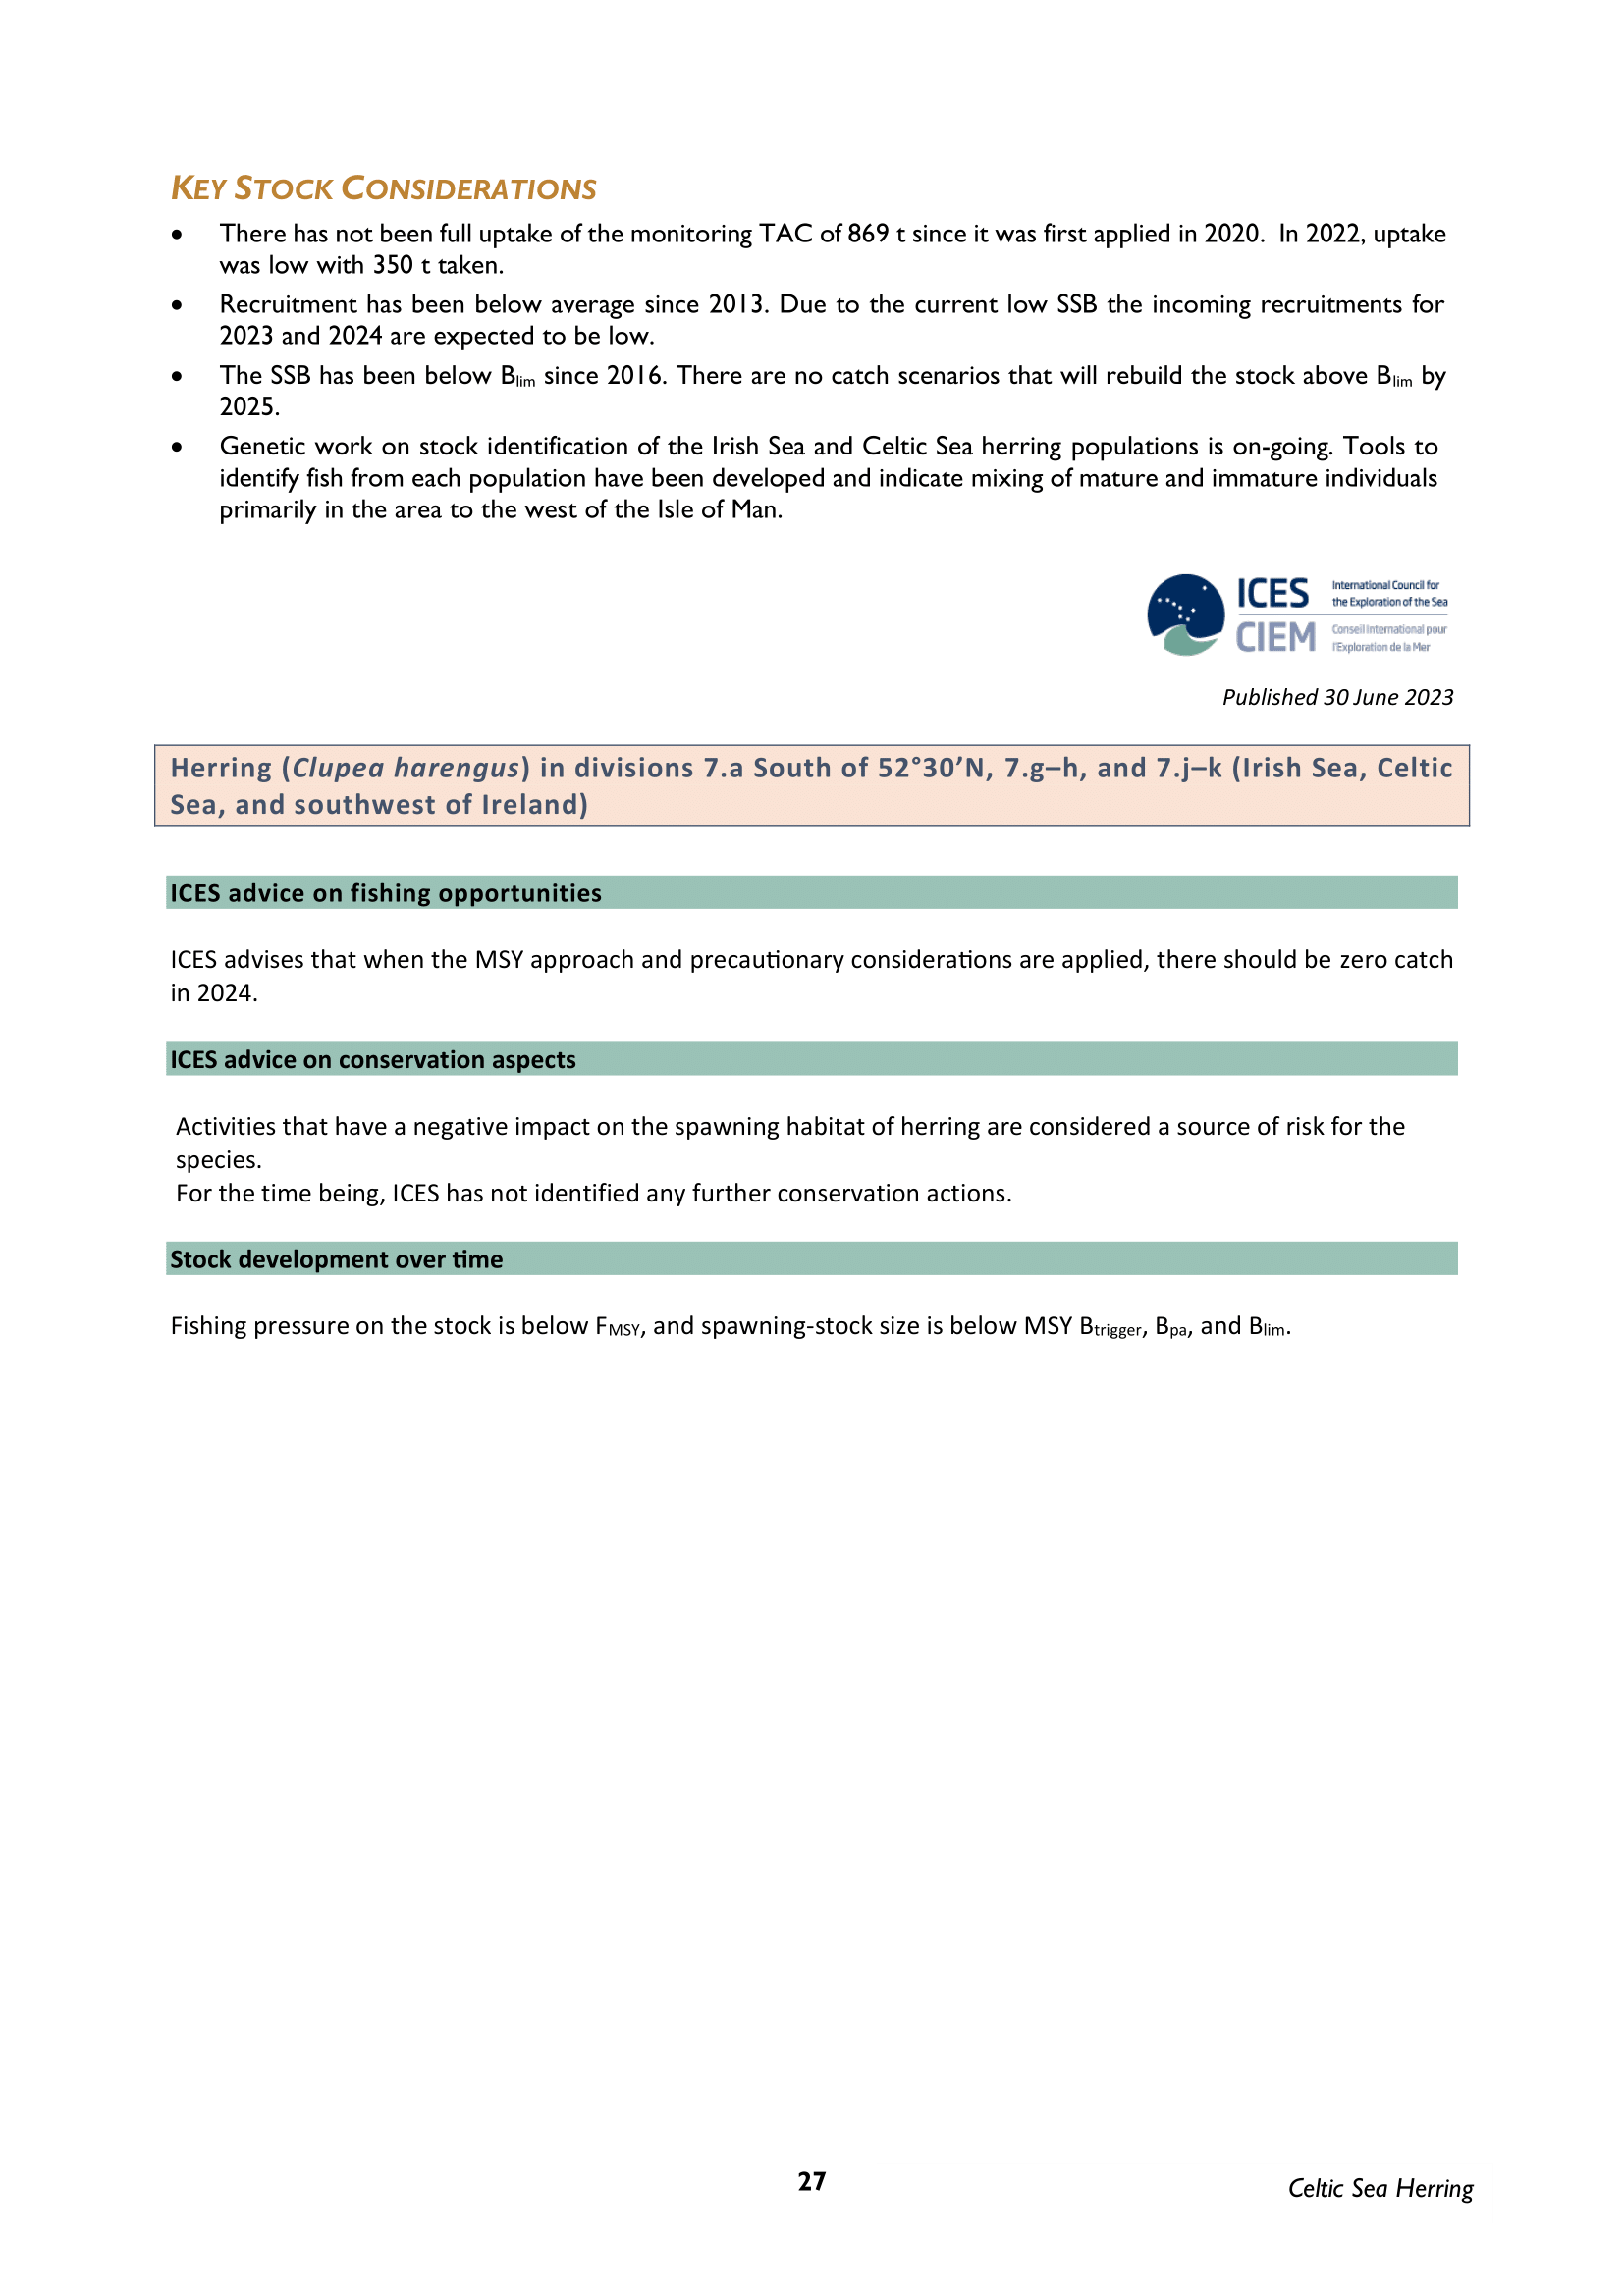 KEY STOCK CONSIDERATIONS
• There has not been full uptake of the monitoring TAC of 869 t since it was first applied in 2020.  In 2022, uptake
was low with 350 t taken.
• Recruitment has been below average since 2013. Due to the current low SSB the incoming recruitments for
2023 and 2024 are expected to be low.
• The SSB has been below Blim since 2016. There are no catch scenarios that will rebuild the stock above Blim by
2025.
• Genetic work on stock identification of the Irish Sea and Celtic Sea herring populations is on-going. Tools to
identify fish from each population have been developed and indicate mixing of mature and immature individuals
primarily in the area to the west of the Isle of Man.
ICES International Council for
the Exploration of the Sea
CIEM Conseil International pour
l'Exploration de la Mer
Published 30 June 2023
Herring (Clupea harengus) in divisions 7.a South of 52°30’N, 7.g–h, and 7.j–k (Irish Sea, Celtic
Sea, and southwest of Ireland)
ICES advice on fishing opportunities
ICES advises that when the MSY approach and precautionary considerations are applied, there should be zero catch
in 2024.
ICES advice on conservation aspects
Activities that have a negative impact on the spawning habitat of herring are considered a source of risk for the
species.
For the time being, ICES has not identified any further conservation actions.
Stock development over time
Fishing pressure on the stock is below FMSY, and spawning-stock size is below MSY Btrigger, Bpa, and Blim.
27
Celtic Sea Herring